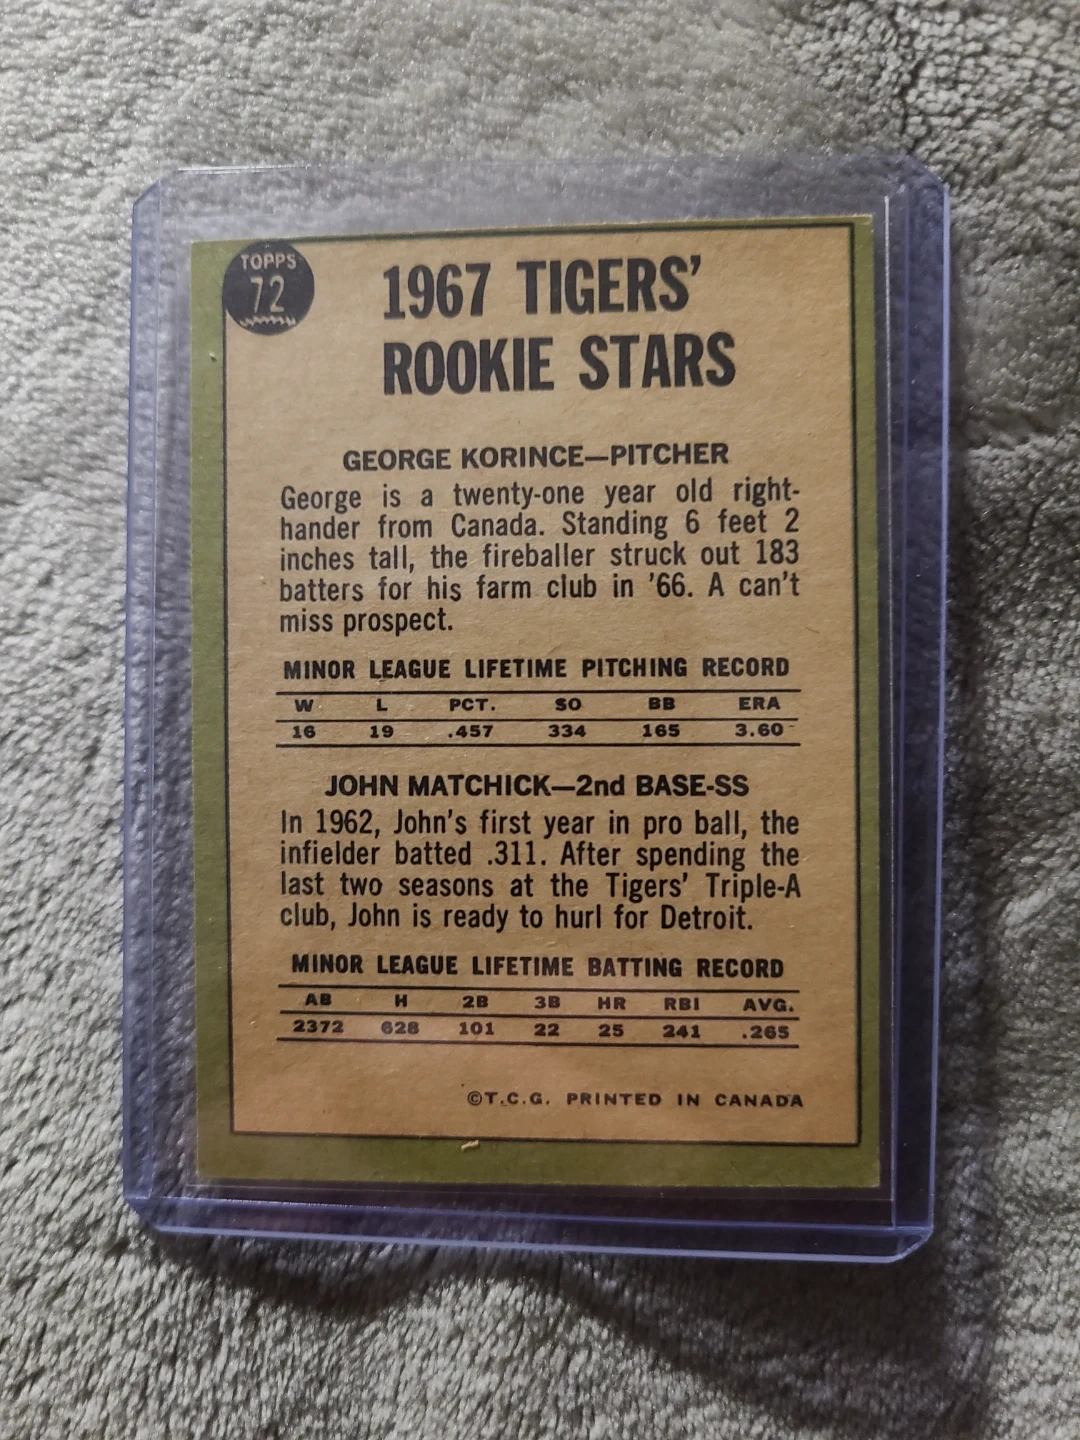 TOPPS
72
1967 TIGERS'
ROOKIE STARS
GEORGE KORINCE—PITCHER
George is a twenty-one year old right-
hander from Canada. Standing 6 feet 2
inches tall, the fireballer struck out 183
batters for his farm club in '66. A can't
miss prospect.
MINOR LEAGUE LIFETIME PITCHING RECORD
W L PCT. SO BB ERA
16 19 .457 334 165 3.60
JOHN MATCHICK—2nd BASE-SS
In 1962, John's first year in pro ball, the
infielder batted .311. After spending the
last two seasons at the Tigers' Triple-A
club, John is ready to hurl for Detroit.
MINOR LEAGUE LIFETIME BATTING RECORD
AB H 2B 3B HR RBI AVG.
2372 628 101 22 25 241 .265
©T.C.G. PRINTED IN CANADA